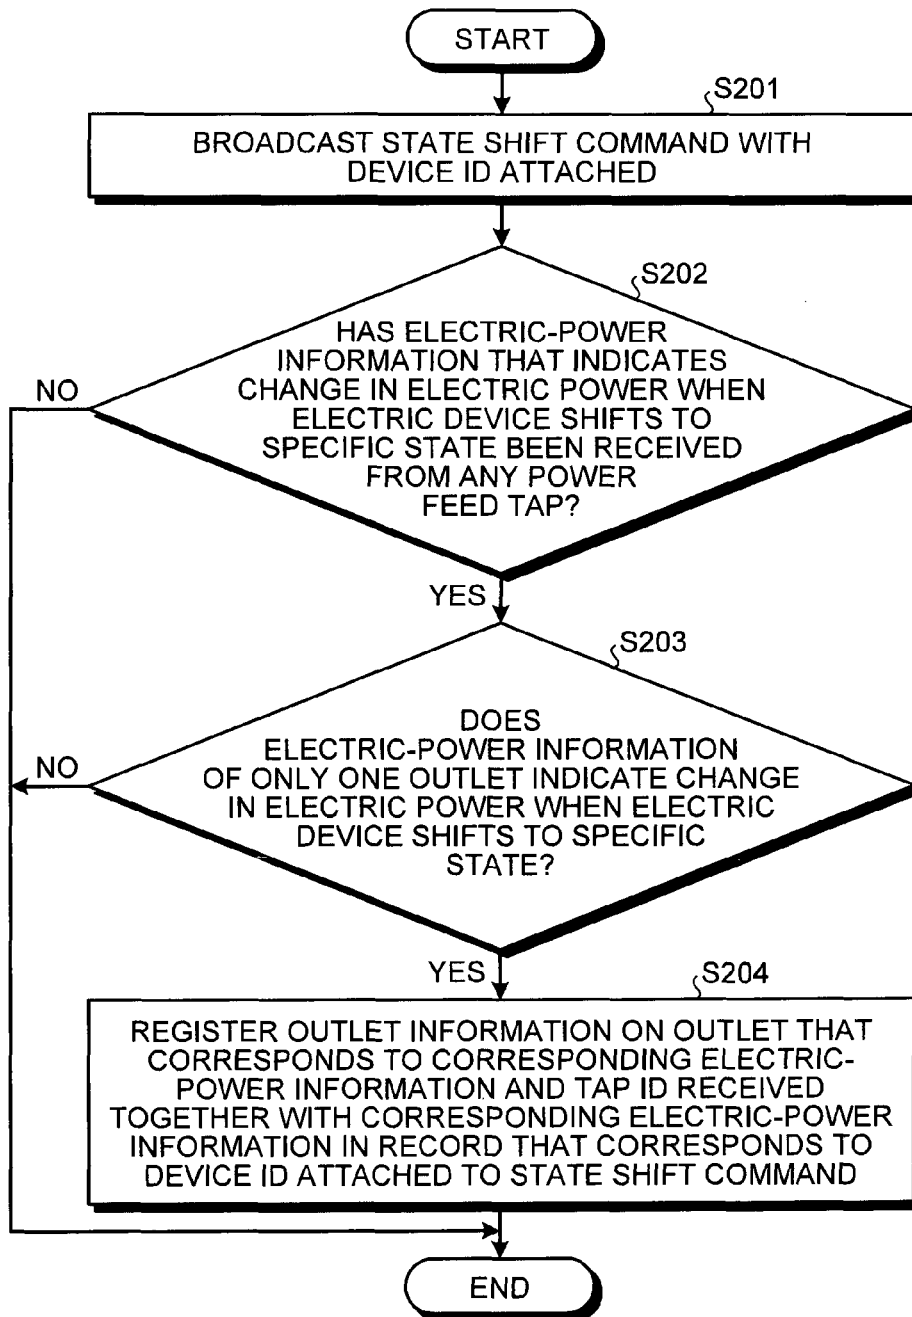 START
S201
BROADCAST STATE SHIFT COMMAND WITH
DEVICE ID ATTACHED
S202
HAS ELECTRIC-POWER
INFORMATION THAT INDICATES
CHANGE IN ELECTRIC POWER WHEN
ELECTRIC DEVICE SHIFTS TO
SPECIFIC STATE BEEN RECEIVED
FROM ANY POWER
FEED TAP?
NO
YES
S203
DOES
ELECTRIC-POWER INFORMATION
OF ONLY ONE OUTLET INDICATE CHANGE
IN ELECTRIC POWER WHEN ELECTRIC
DEVICE SHIFTS TO SPECIFIC
STATE?
NO
YES
S204
REGISTER OUTLET INFORMATION ON OUTLET THAT
CORRESPONDS TO CORRESPONDING ELECTRIC-
POWER INFORMATION AND TAP ID RECEIVED
TOGETHER WITH CORRESPONDING ELECTRIC-POWER
INFORMATION IN RECORD THAT CORRESPONDS TO
DEVICE ID ATTACHED TO STATE SHIFT COMMAND
END